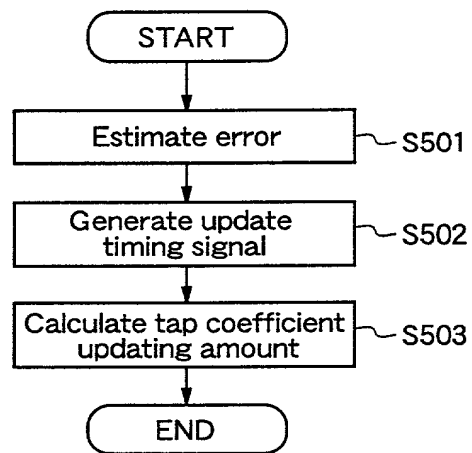 START
Estimate error
S501
Generate update
timing signal
S502
Calculate tap coefficient
updating amount
S503
END